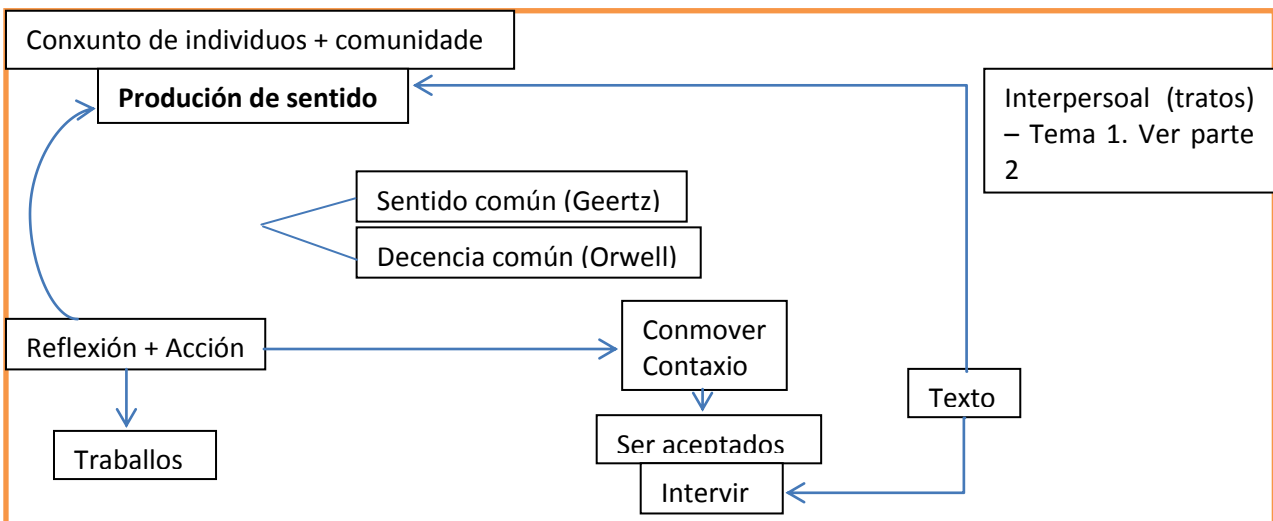 Conxunto de individuos + comunidade
Produción de sentido
Interpersoal (tratos)
– Tema 1. Ver parte
2
Sentido común (Geertz)
Decencia común (Orwell)
Reflexión + Acción
Conmover
Contaxio
Texto
Traballos
Ser aceptados
Intervir